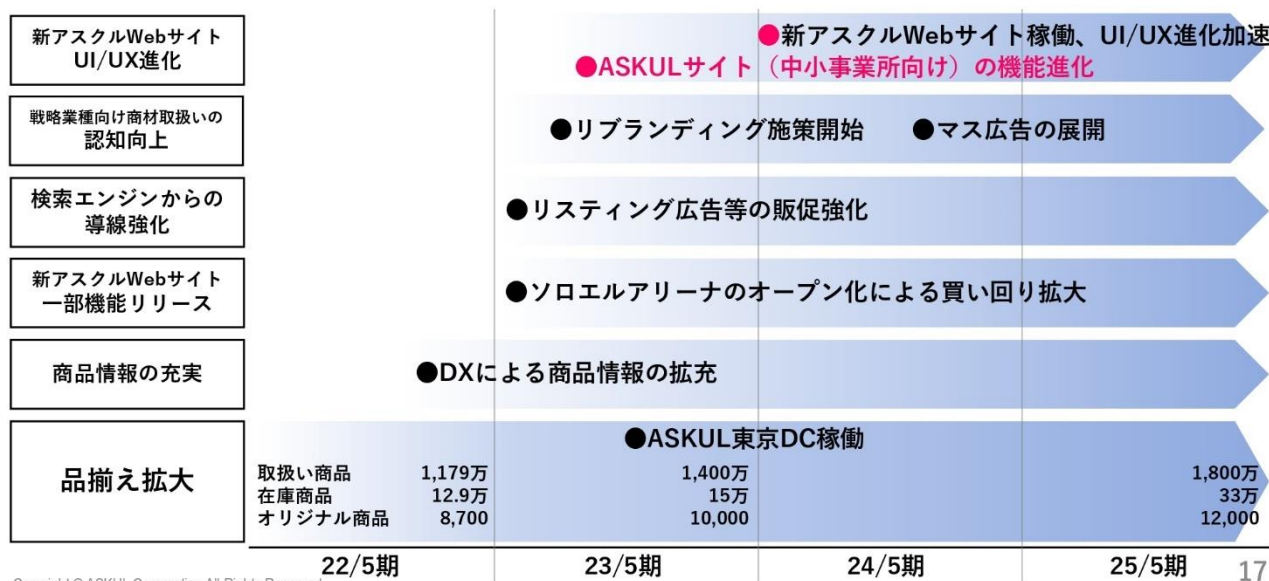 新アスクルWebサイト
UI/UX進化
●新アスクルWebサイト稼働、UI/UX進化加速
●ASKULサイト（中小事業所向け）の機能進化
戦略業種向け商材取扱いの
認知向上
●リブランディング施策開始
●マス広告の展開
検索エンジンからの
導線強化
●リスティング広告等の販促強化
新アスクルWebサイト
一部機能リリース
●ソロエルアリーナのオープン化による買い回り拡大
商品情報の充実
●DXによる商品情報の拡充
品揃え拡大
●ASKUL東京DC稼働
取扱い商品 1,179万 1,400万 1,800万
在庫商品 12.9万 15万 33万
オリジナル商品 8,700 10,000 12,000
22/5期 23/5期 24/5期 25/5期
17